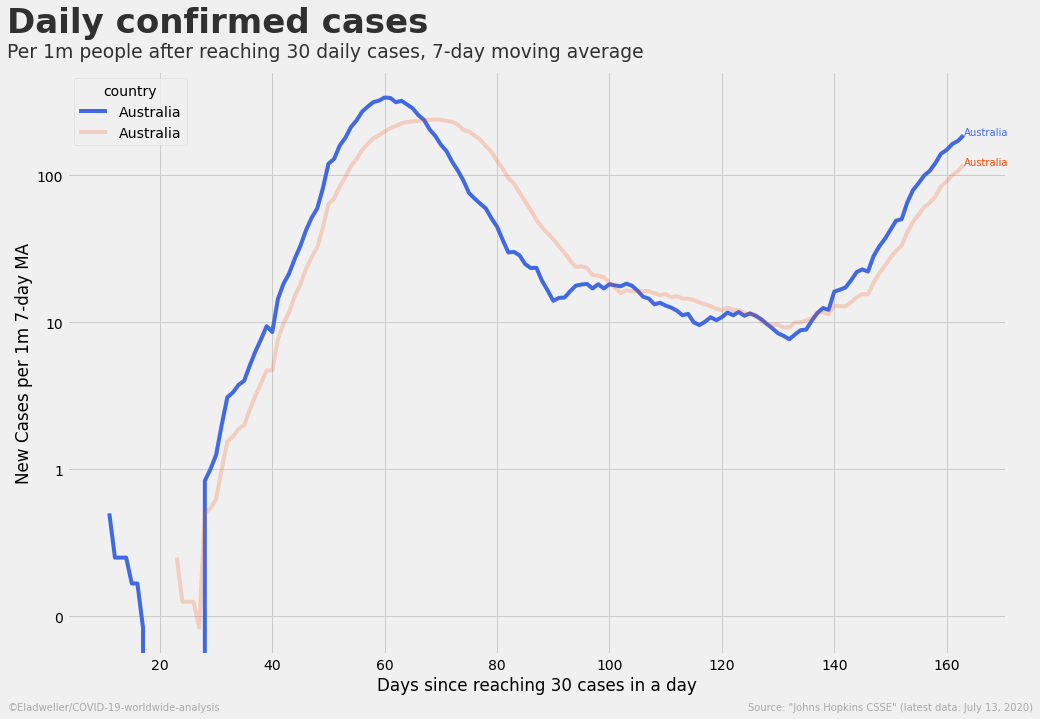 Daily confirmed cases
Per 1m people after reaching 30 daily cases, 7-day moving average
country
Australia
Australia
Australia
Australia
100
10
1
0
New Cases per 1m 7-day MA
20 40 60 80 100 120 140 160
Days since reaching 30 cases in a day
©Eladweller/COVID-19-worldwide-analysis
Source: "Johns Hopkins CSSE" (latest data: July 13, 2020)